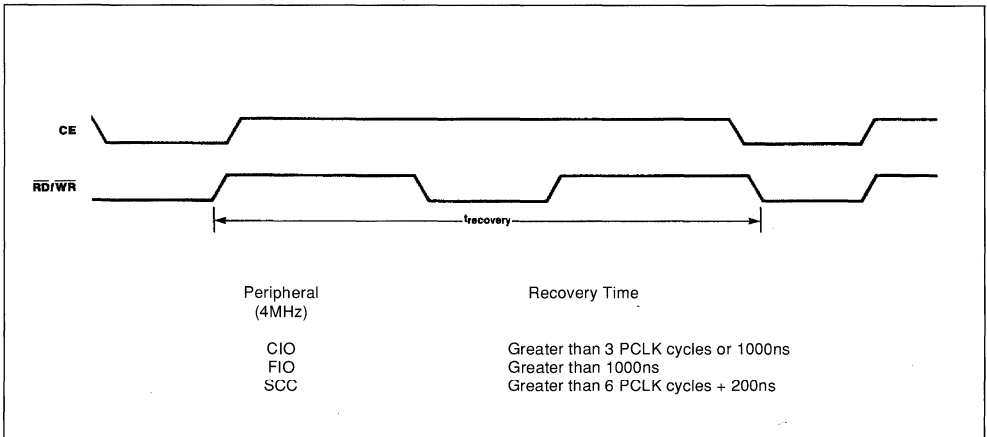 CE
RD/WR
trecovery
Peripheral Recovery Time
(4MHz)
CIO Greater than 3 PCLK cycles or 1000ns
FIO Greater than 1000ns
SCC Greater than 6 PCLK cycles + 200ns